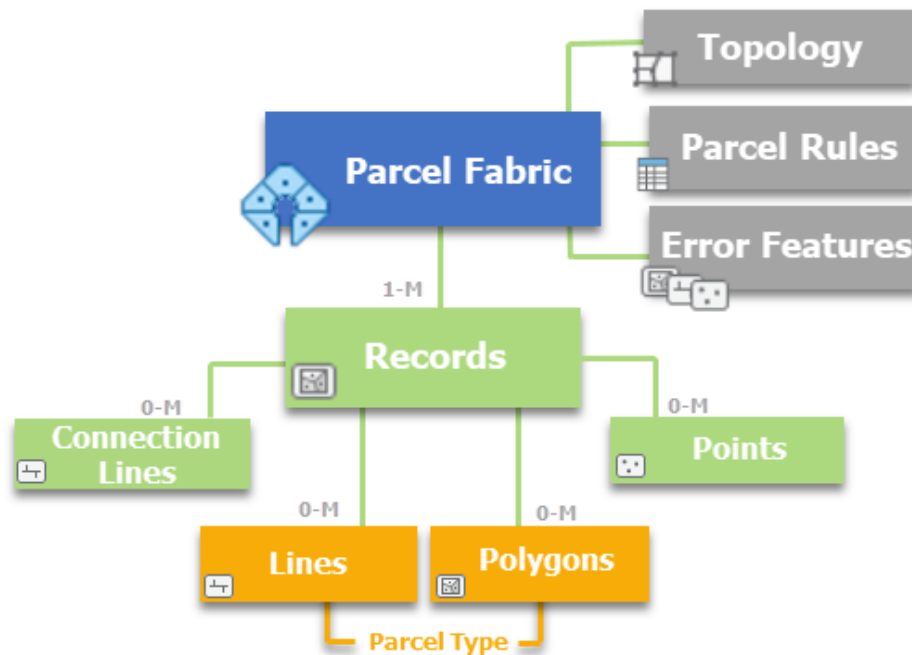 Topology
Parcel Fabric
Parcel Rules
Error Features
1-M
Records
0-M
0-M
Connection
Lines
Points
0-M
0-M
Lines
Polygons
Parcel Type